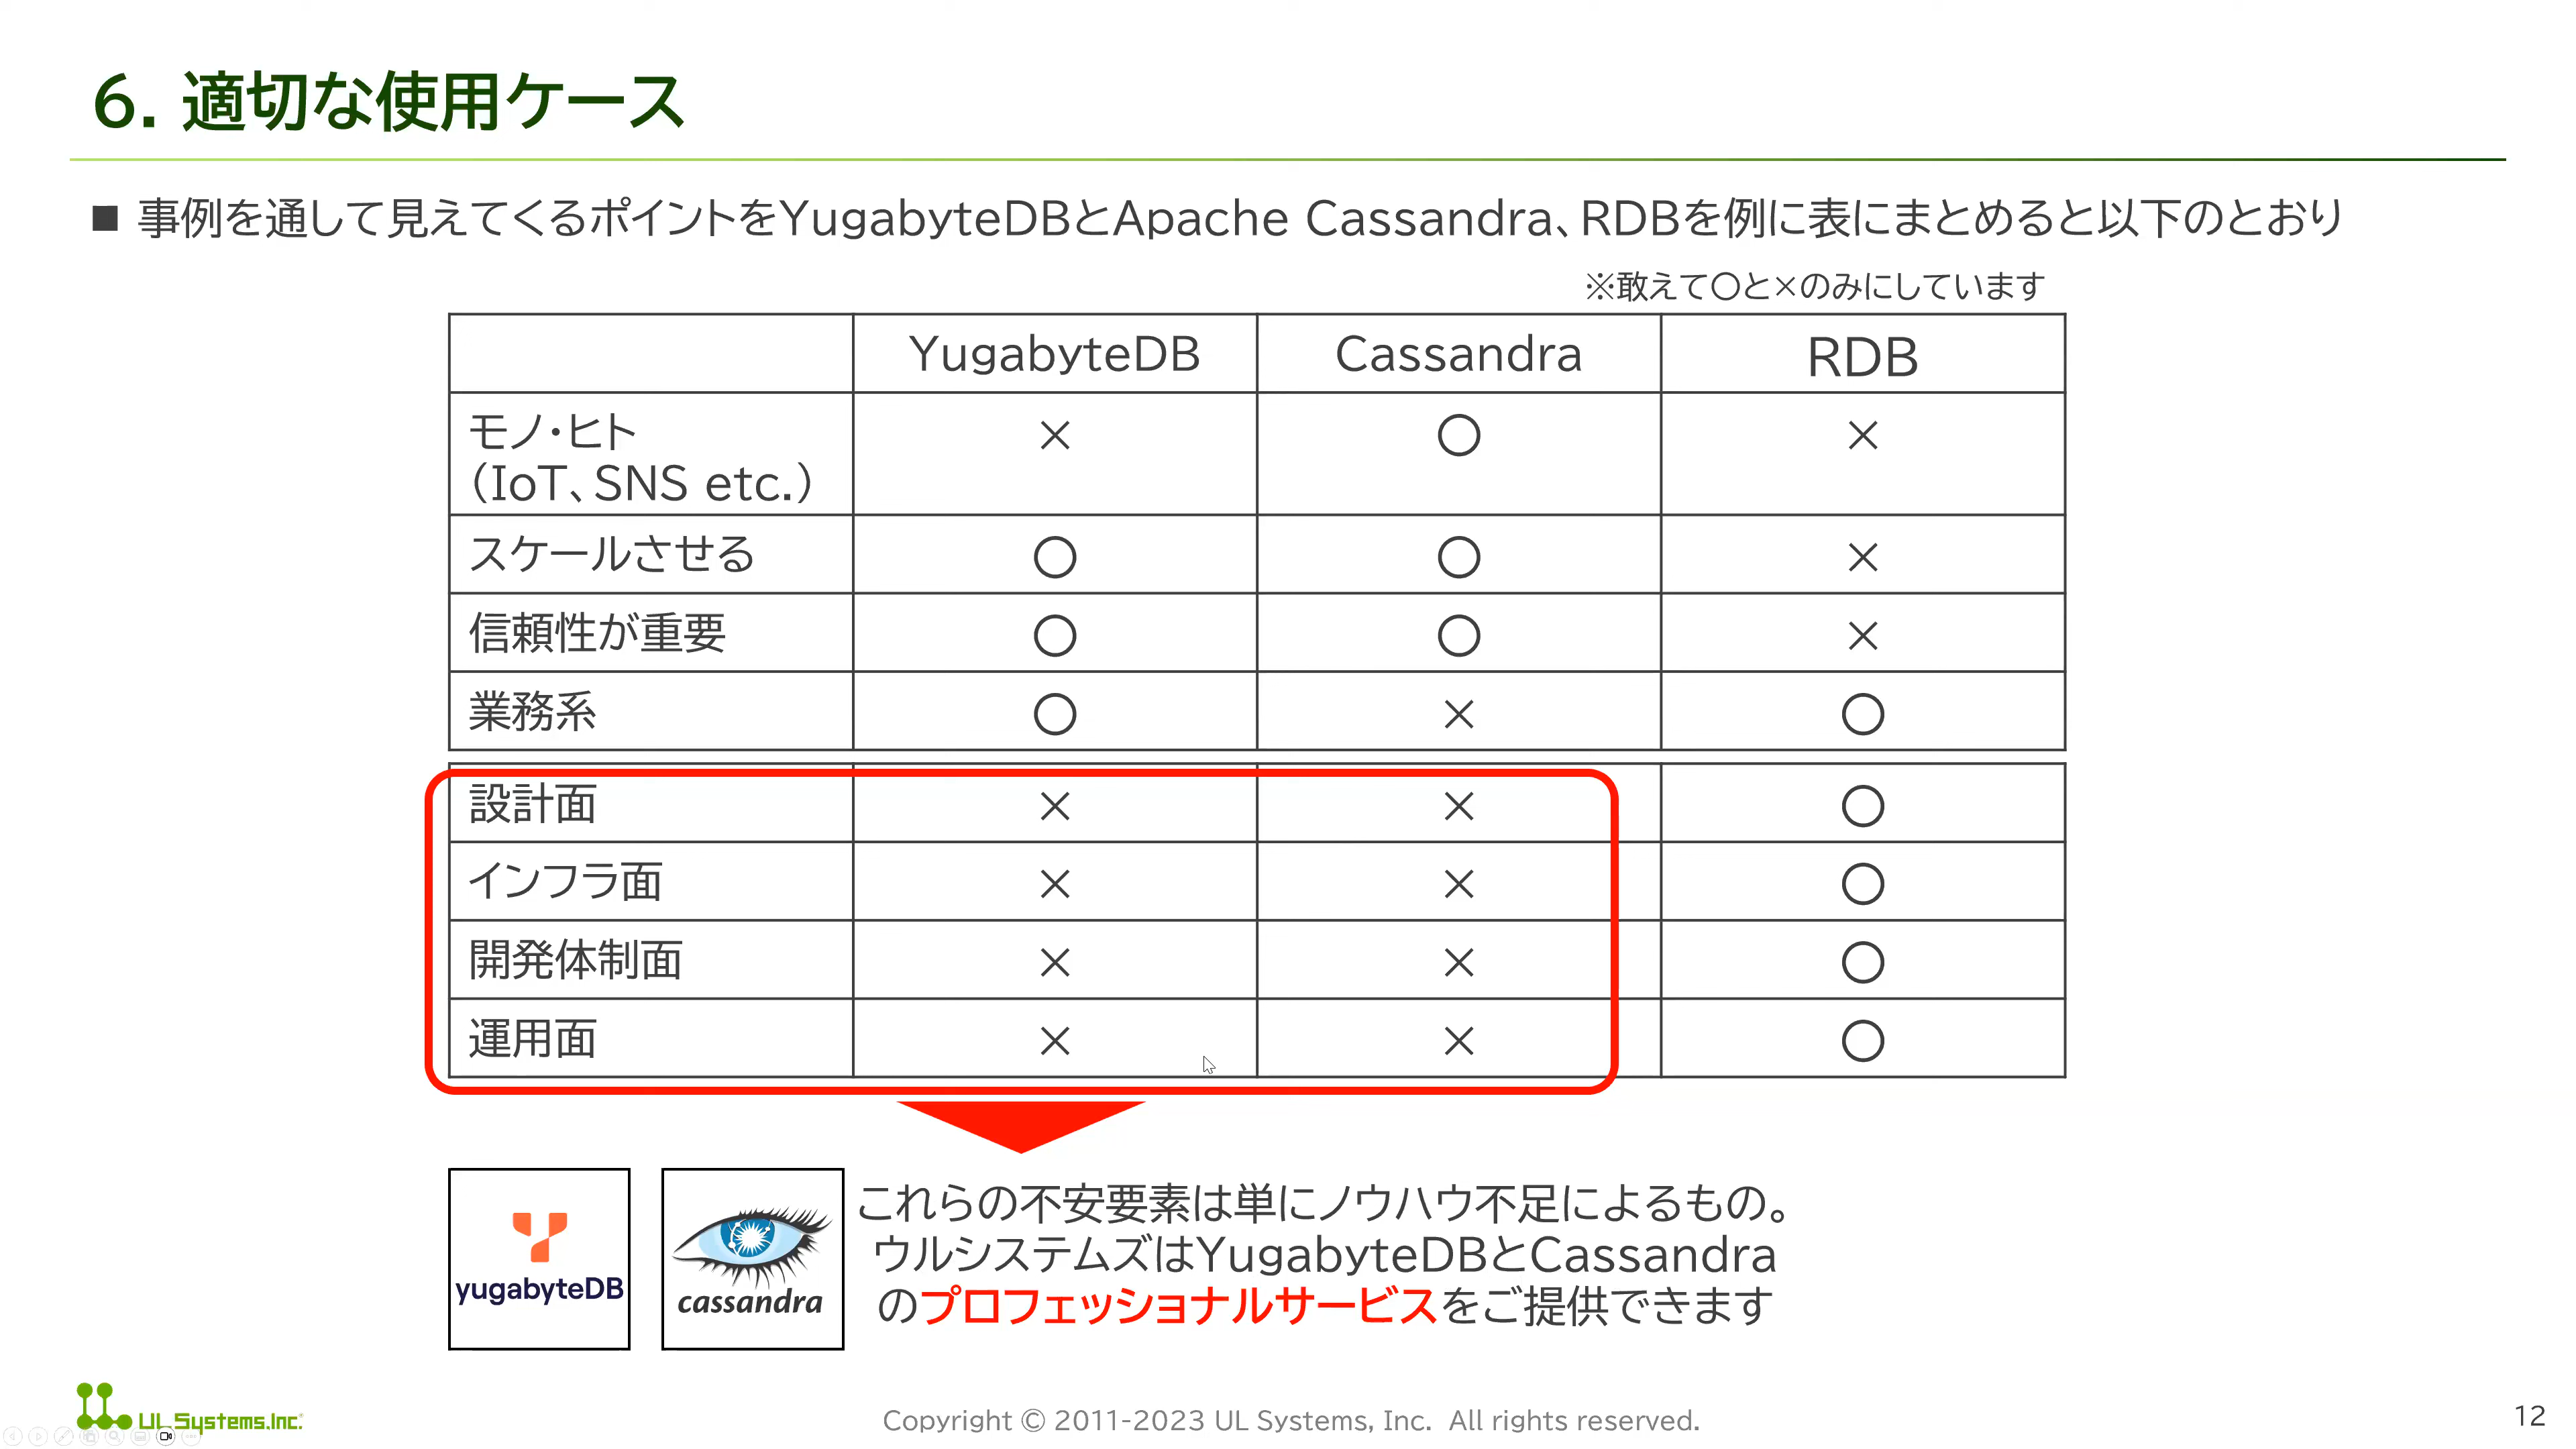 6. 適切な使用ケース
■ 事例を通して見えてくるポイントをYugabyteDBとApache Cassandra、RDBを例に表にまとめると以下のとおり
※敢えて〇と×のみにしています
YugabyteDB Cassandra RDB
モノ・ヒト
（IoT、SNS etc.） × 〇 ×
スケールさせる 〇 〇 ×
信頼性が重要 〇 〇 ×
業務系 〇 × 〇
設計面 × × 〇
インフラ面 × × 〇
開発体制面 × × 〇
運用面 × × 〇
yugabyteDB
cassandra
これらの不安要素は単にノウハウ不足によるもの。
ウルシステムズはYugabyteDBとCassandra
のプロフェッショナルサービスをご提供できます
UL Systems,Inc.
Copyright © 2011-2023 UL Systems, Inc. All rights reserved.
12